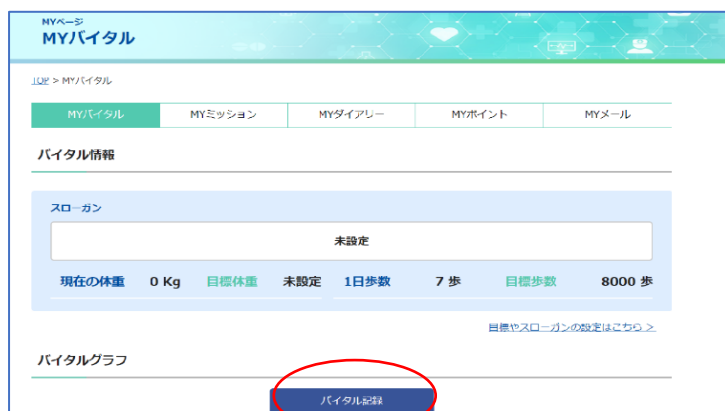 MYページ
MYバイタル
TOP > MYバイタル
MYバイタル MYミッション MYダイアリー MYポイント MYメール
バイタル情報
スローガン
未設定
現在の体重 0 Kg 目標体重 未設定 1日歩数 7 歩 目標歩数 8000 歩
目標やスローガンの設定はこちら >
バイタルグラフ
バイタル記録